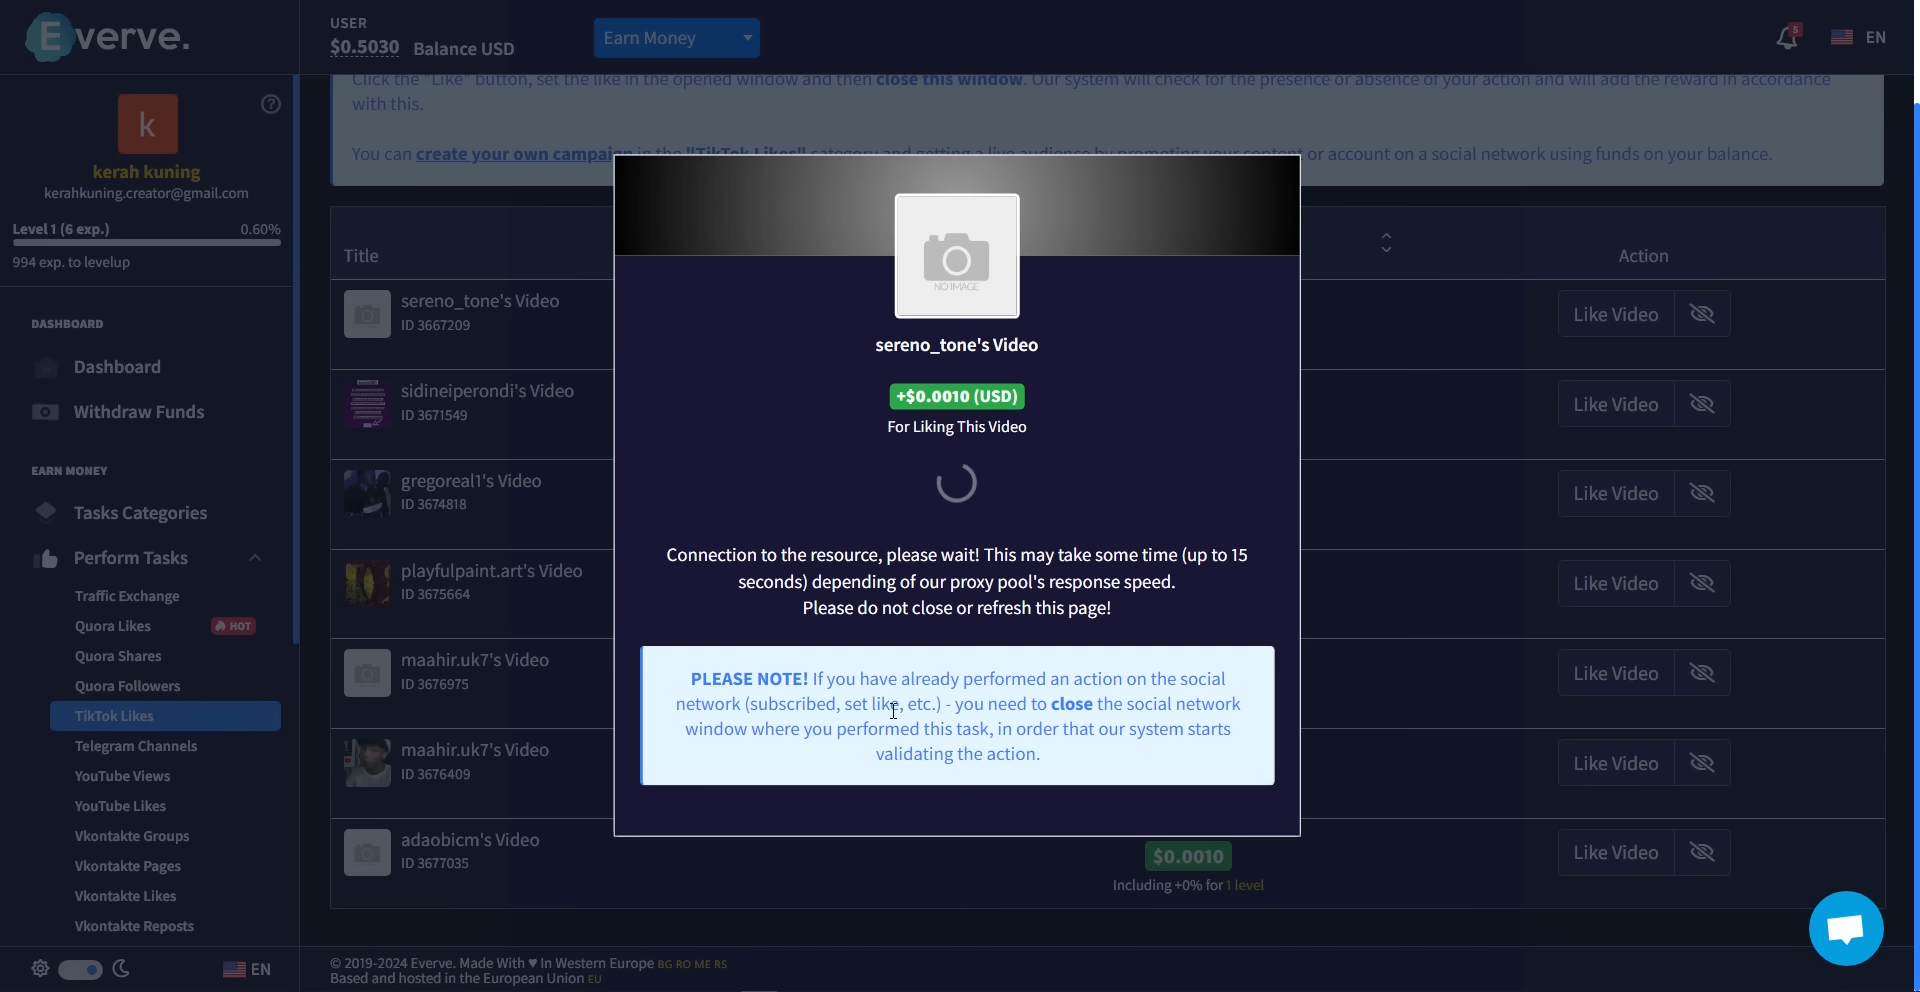 Everve.
USER
$0.5030 Balance USD
Earn Money
5
EN
k
kerah kuning
kerahkuning.creator@gmail.com
Level 1 (6 exp.) 0.60%
994 exp. to levelup
DASHBOARD
Dashboard
Withdraw Funds
EARN MONEY
Tasks Categories
Perform Tasks
Traffic Exchange
Quora Likes HOT
Quora Shares
Quora Followers
TikTok Likes
Telegram Channels
YouTube Views
YouTube Likes
Vkontakte Groups
Vkontakte Pages
Vkontakte Likes
Vkontakte Reposts
EN
Click the "Like" button, set the like in the opened window and then close this window. Our system will check for the presence or absence of your action and will add the reward in accordance
with this.
You can create your own campaign in the "TikTok Likes" category and getting a live audience by promoting your content or account on a social network using funds on your balance.
Title
Action
sereno_tone's Video
ID 3667209
Like Video
sidineiperondi's Video
ID 3671549
Like Video
gregoreal1's Video
ID 3674818
Like Video
playfulpaint.art's Video
ID 3675664
Like Video
maahir.uk7's Video
ID 3676975
Like Video
maahir.uk7's Video
ID 3676409
Like Video
adaobicm's Video
ID 3677035
$0.0010
Including +0% for 1 level
Like Video
NO IMAGE
sereno_tone's Video
+$0.0010 (USD)
For Liking This Video
Connection to the resource, please wait! This may take some time (up to 15
seconds) depending of our proxy pool's response speed.
Please do not close or refresh this page!
PLEASE NOTE! If you have already performed an action on the social
network (subscribed, set like, etc.) - you need to close the social network
window where you performed this task, in order that our system starts
validating the action.
© 2019-2024 Everve. Made With ♥ In Western Europe BG RO ME RS
Based and hosted in the European Union EU